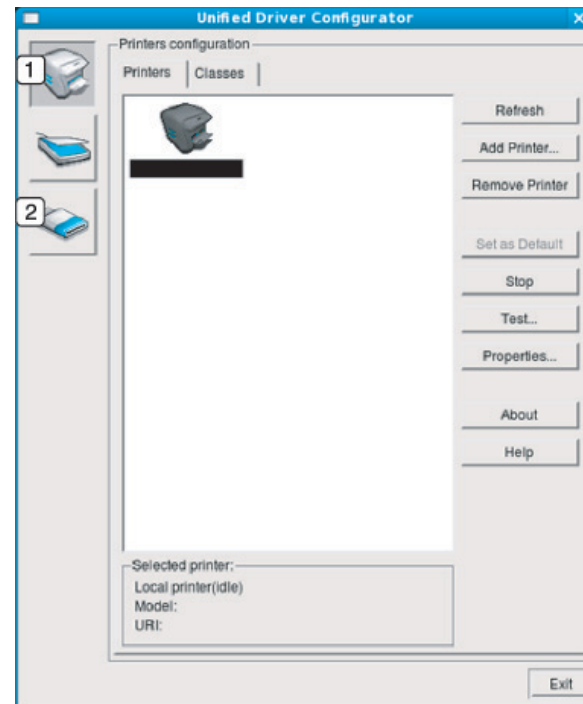 Unified Driver Configurator
1
Printers configuration
Printers Classes
Refresh
Add Printer...
Remove Printer
2
Set as Default
Stop
Test...
Properties...
About
Help
Selected printer:
Local printer(idle)
Model:
URI:
Exit